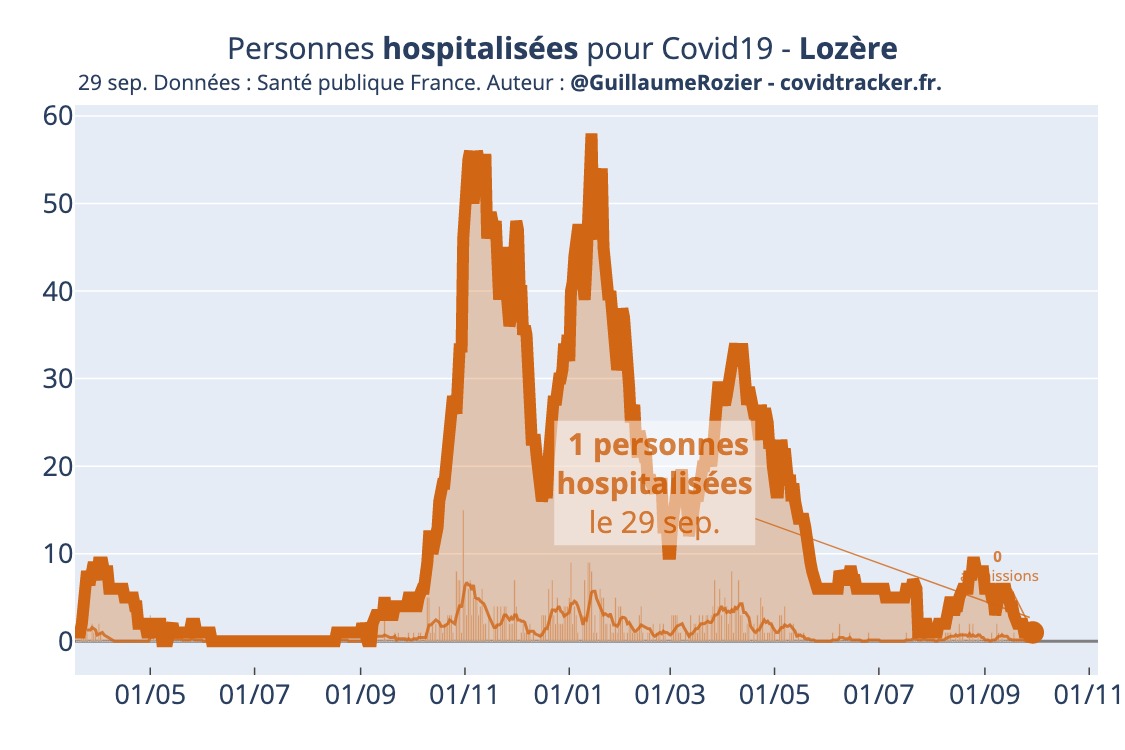 Personnes hospitalisées pour Covid19 - Lozère
29 sep. Données : Santé publique France. Auteur : @GuillaumeRozier - covidtracker.fr.
60
50
40
30
20
10
0
1 personnes
hospitalisées
le 29 sep.
0
admissions
01/05 01/07 01/09 01/11 01/01 01/03 01/05 01/07 01/09 01/11